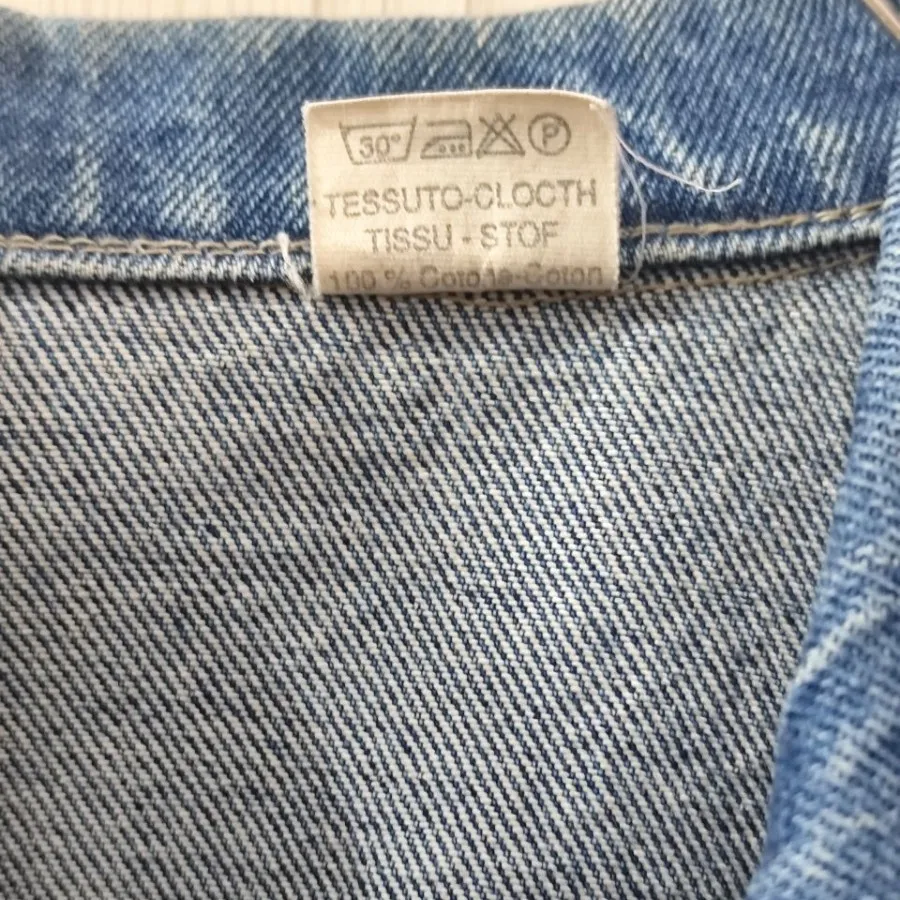 30° P
TESSUTO-CLOCTH
TISSU - STOF
100 % Cotone-Coton